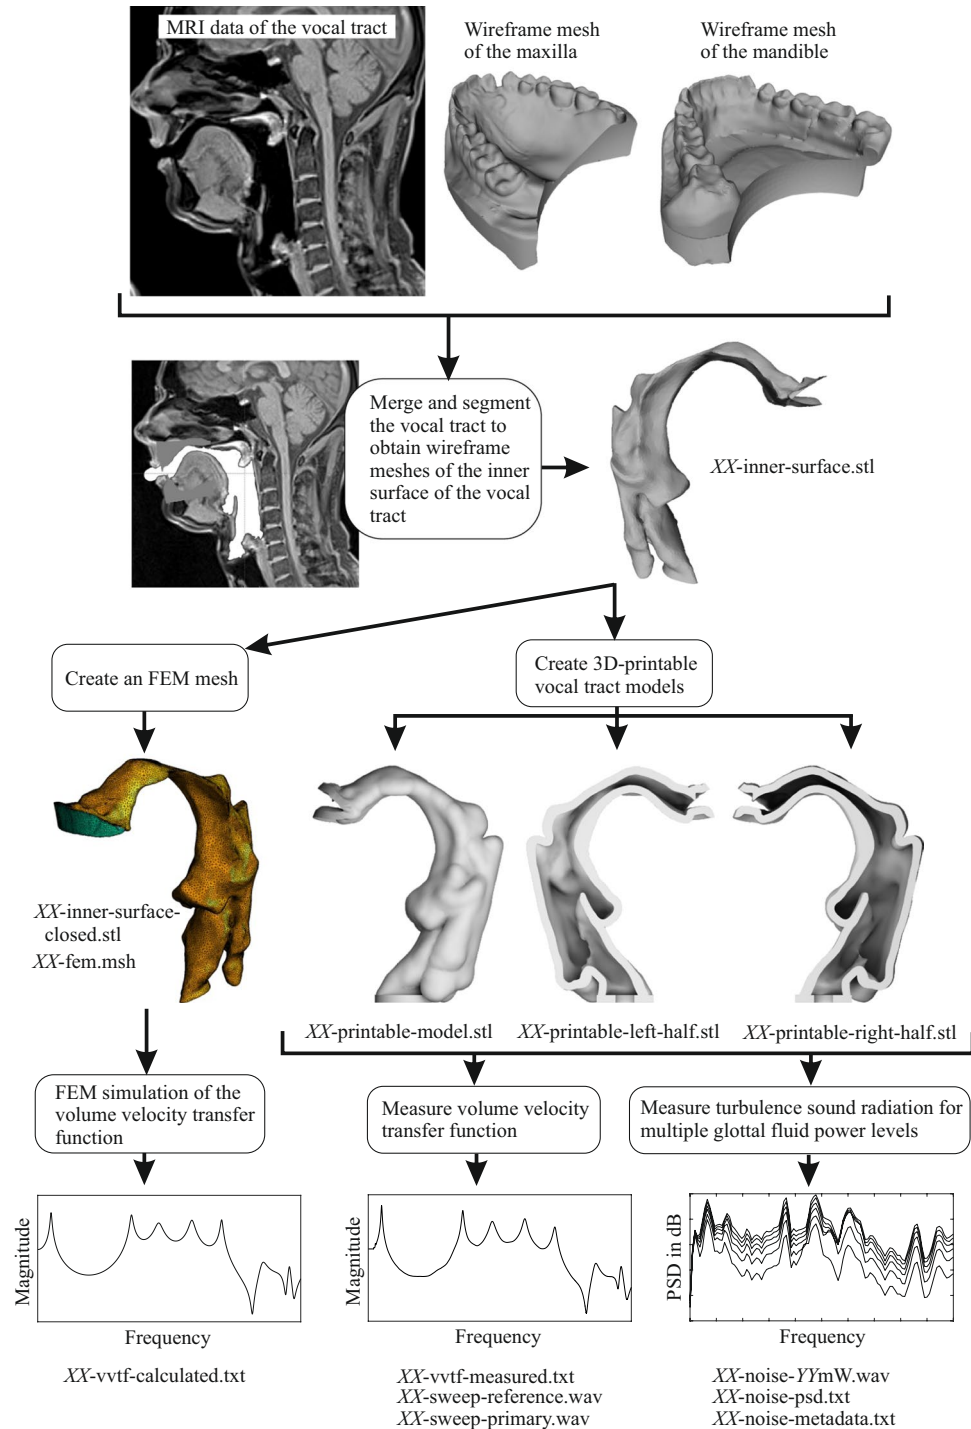 MRI data of the vocal tract
Wireframe mesh
of the maxilla
Wireframe mesh
of the mandible
Merge and segment
the vocal tract to
obtain wireframe
meshes of the inner
surface of the vocal
tract
XX-inner-surface.stl
Create an FEM mesh
Create 3D-printable
vocal tract models
XX-inner-surface-
closed.stl
XX-fem.msh
XX-printable-model.stl
XX-printable-left-half.stl
XX-printable-right-half.stl
FEM simulation of the
volume velocity transfer
function
Measure volume velocity
transfer function
Measure turbulence sound radiation for
multiple glottal fluid power levels
Magnitude
Frequency
Magnitude
Frequency
PSD in dB
Frequency
XX-vvtf-calculated.txt
XX-vvtf-measured.txt
XX-sweep-reference.wav
XX-sweep-primary.wav
XX-noise-YYmW.wav
XX-noise-psd.txt
XX-noise-metadata.txt